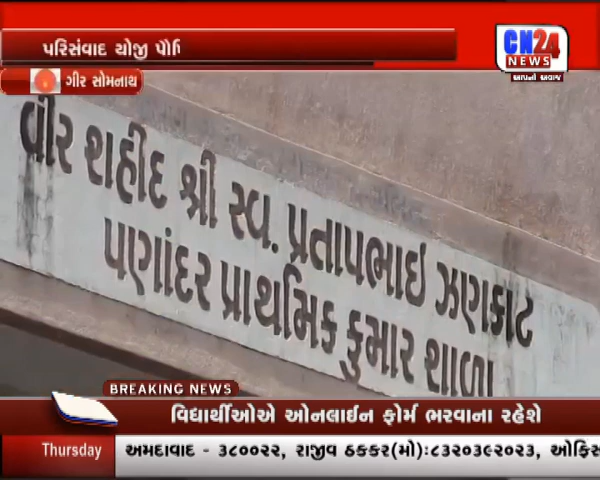 પરિસંવાદ યોજી પૌ
CN24
NEWS
ગીર સોમનાથ
વીર શહીદ શ્રી સ્વ. પ્રતાપભાઇ ઝણકાટ
પણાંદર પ્રાથમિક કુમાર શાળા
BREAKING NEWS
વિદ્યાર્થીઓએ ઓનલાઈન ફોર્મ ભરવાના રહેશે
Thursday
અમદાવાદ - ૩૮૦૦૨૨, રાજીવ ઠક્કર(મો):૮૩૨૦૩૯૨૦૨૩, ઓફિસ